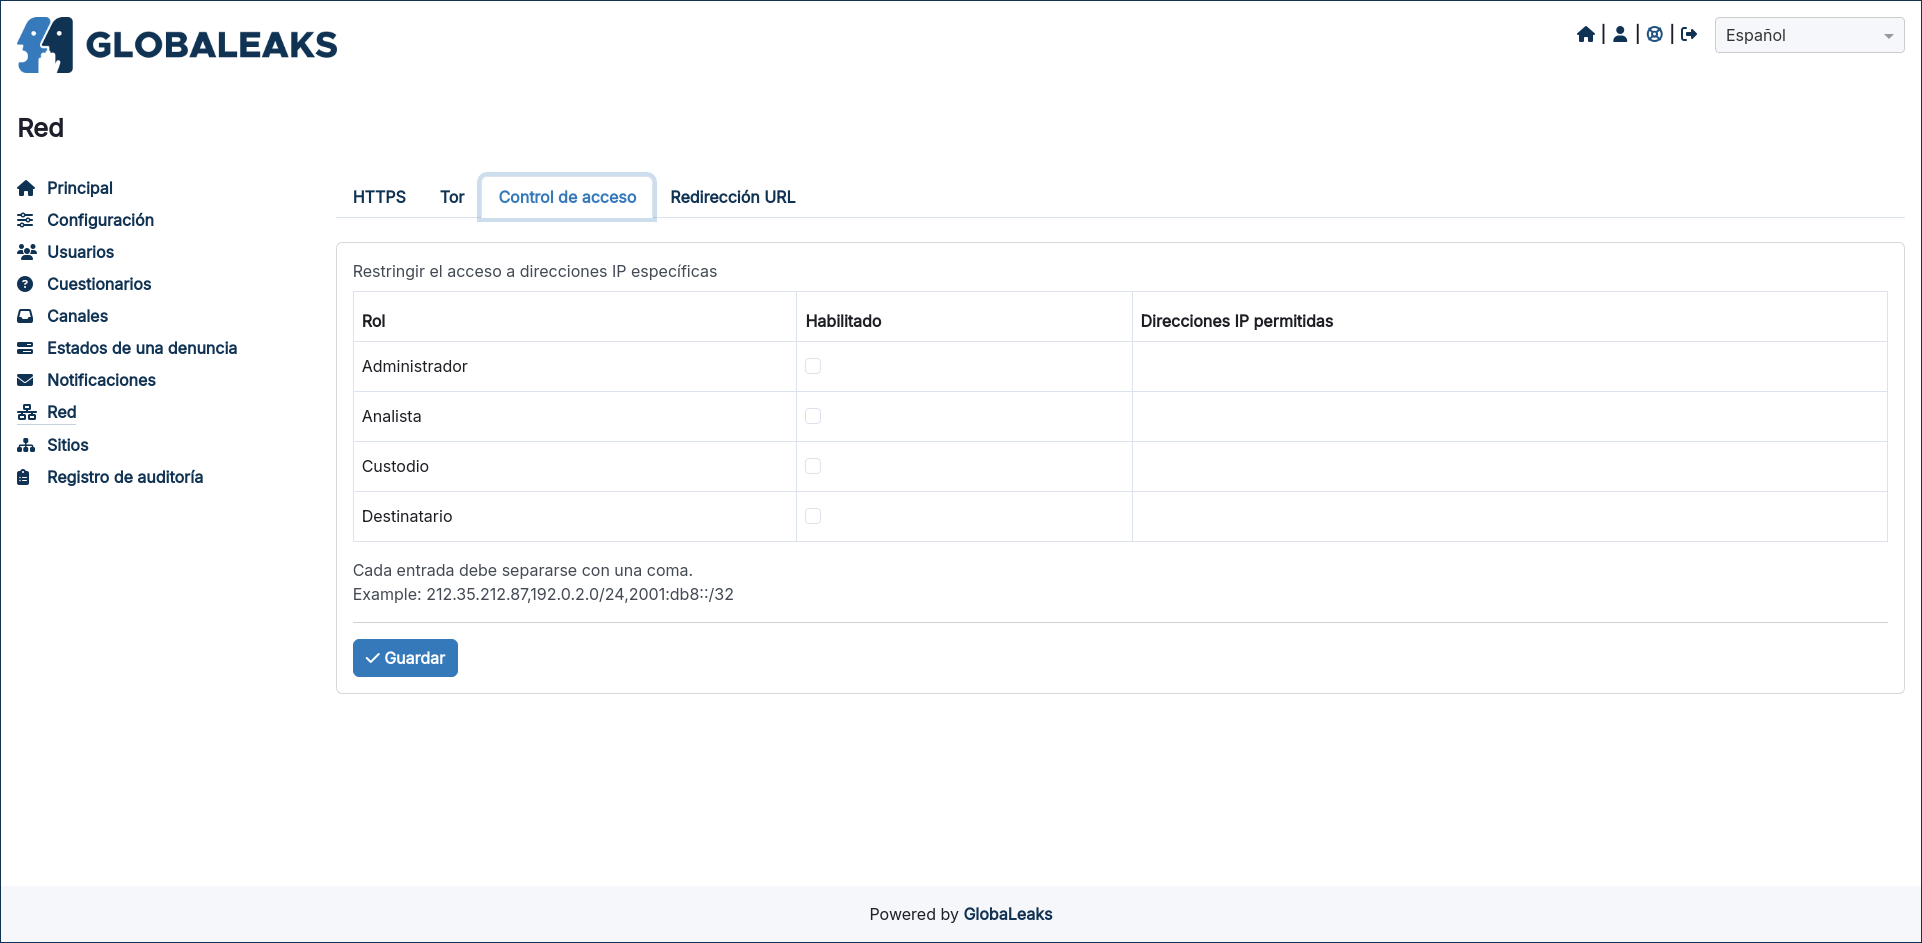 GLOBALEAKS
| | |
Español
Red
Principal
Configuración
Usuarios
Cuestionarios
Canales
Estados de una denuncia
Notificaciones
Red
Sitios
Registro de auditoría
HTTPS Tor Control de acceso Redirección URL
Restringir el acceso a direcciones IP específicas
Rol Habilitado Direcciones IP permitidas
Administrador
Analista
Custodio
Destinatario
Cada entrada debe separarse con una coma.
Example: 212.35.212.87,192.0.2.0/24,2001:db8::/32
Guardar
Powered by GlobaLeaks